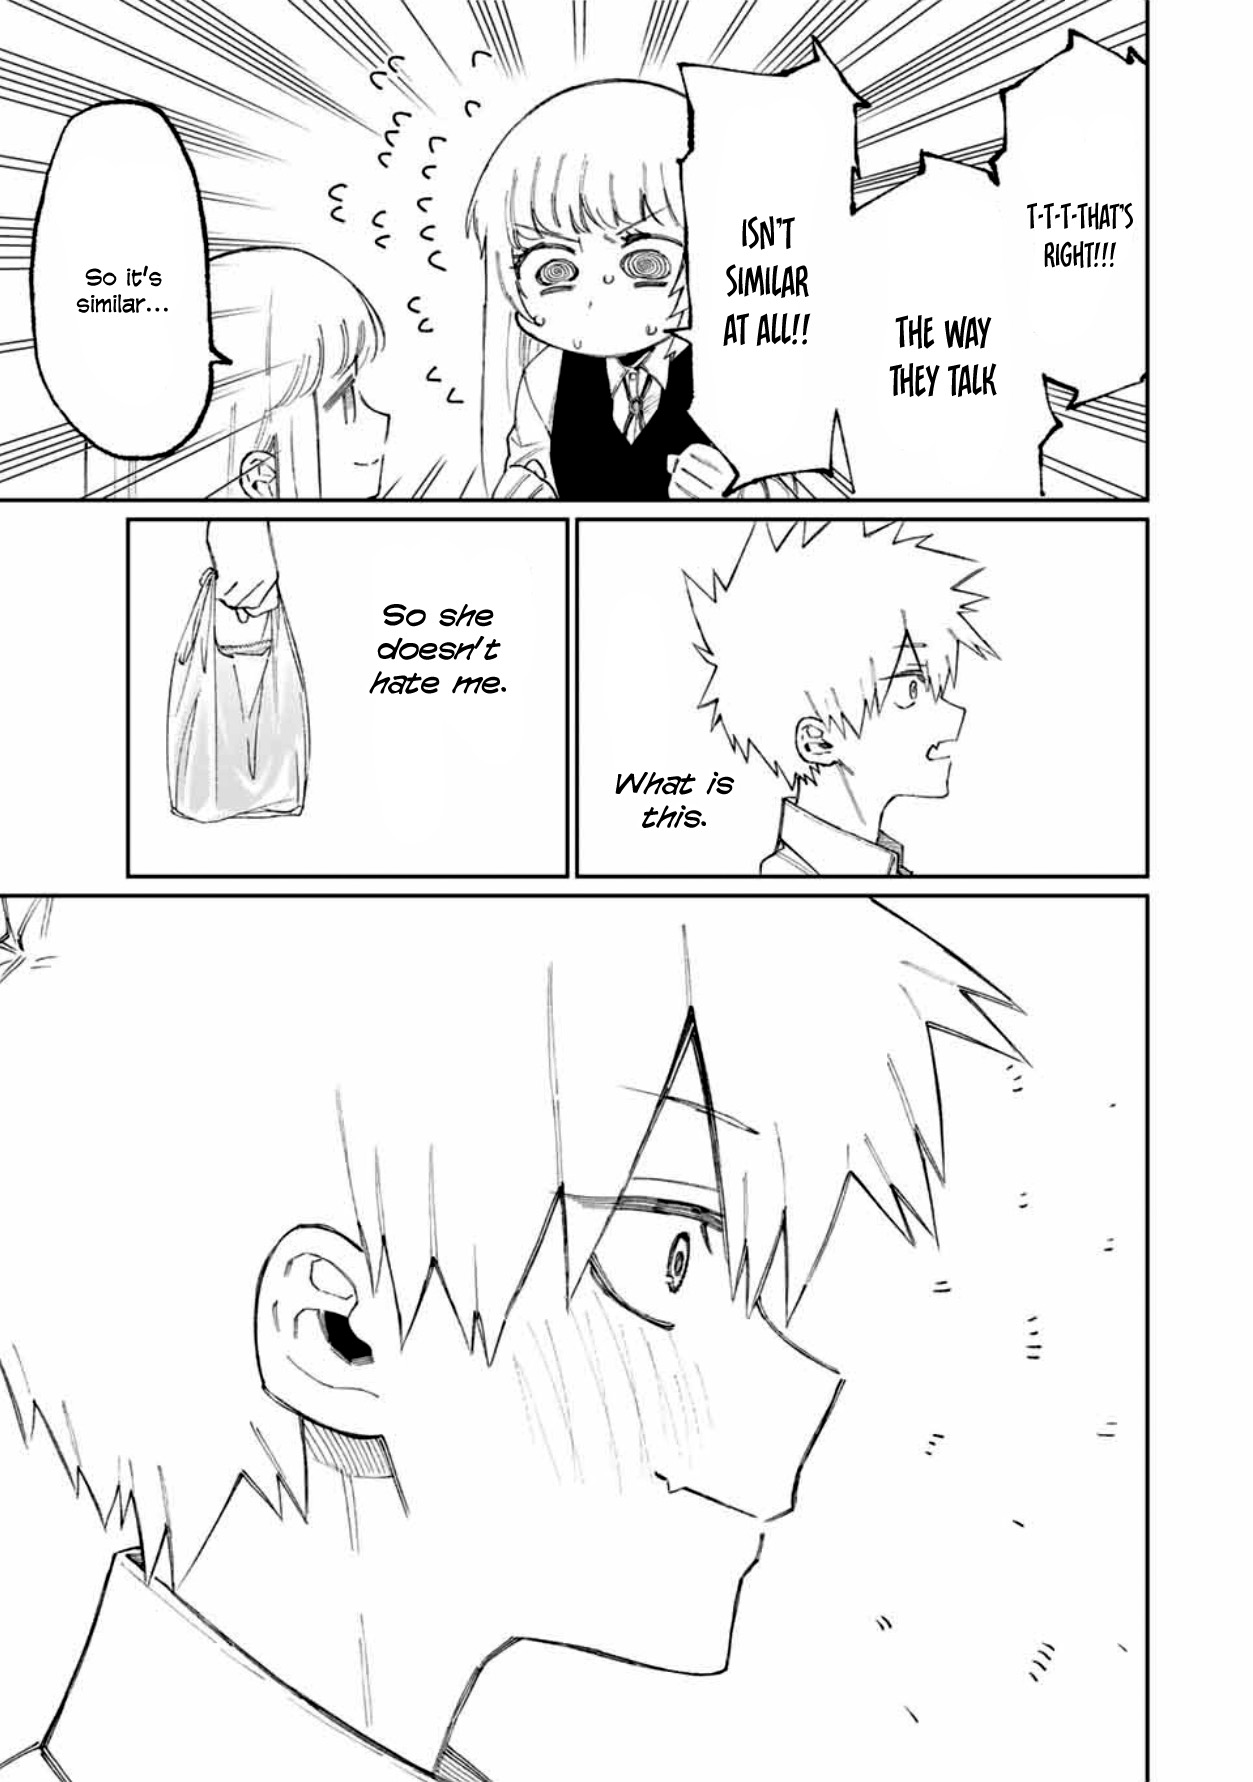 T-T-T-THAT'S
RIGHT!!!
THE WAY
THEY TALK
ISN'T
SIMILAR
AT ALL!!
So it's
similar...
What is
this.
So she
doesn't
hate me.